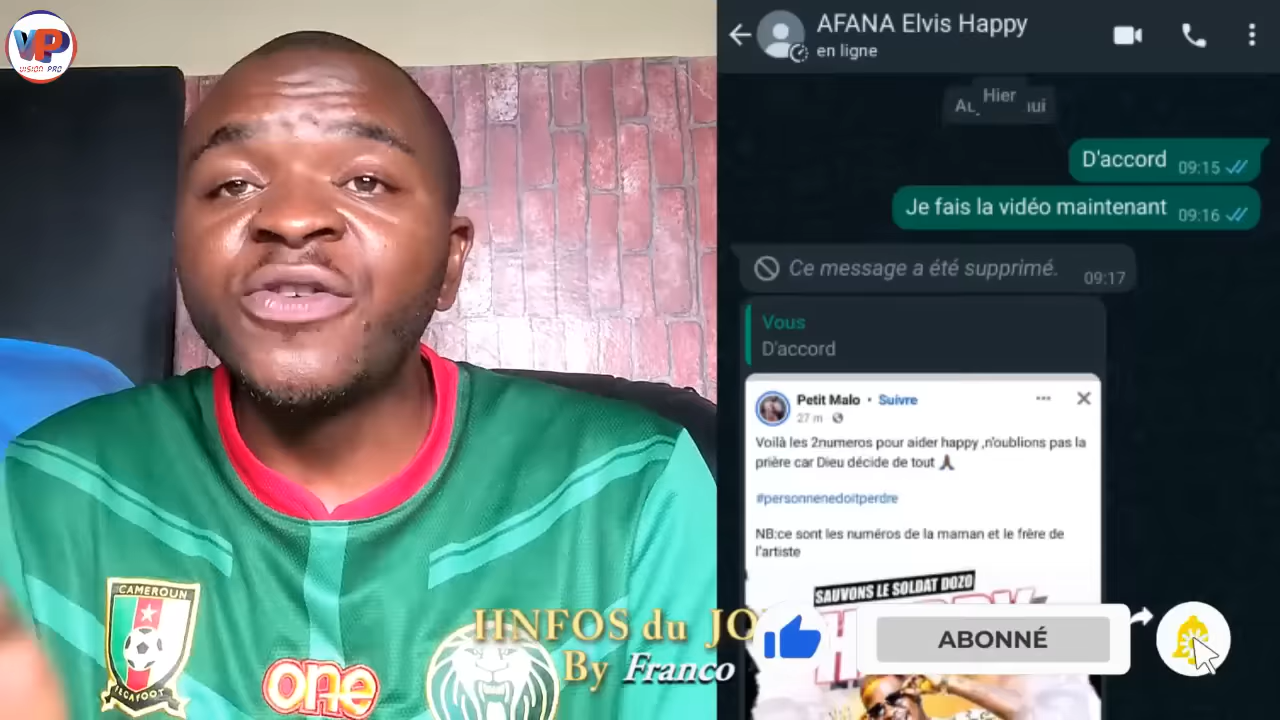 VP
VISION PRO
AFANA Elvis Happy
en ligne
Hier
D'accord
09:15
Je fais la vidéo maintenant
09:16
Ce message a été supprimé.
09:17
Vous
D'accord
Petit Malo • Suivre
27 m
Voilà les 2numeros pour aider happy ,n'oublions pas la
prière car Dieu décide de tout 🙏🏿
#personnenedoitperdre
NB:ce sont les numéros de la maman et le frère de
l'artiste
SAUVONS LE SOLDAT DOZO
IINFOS du JO
By Franco
ABONNÉ
CAMEROUN
FECAFOOT
one